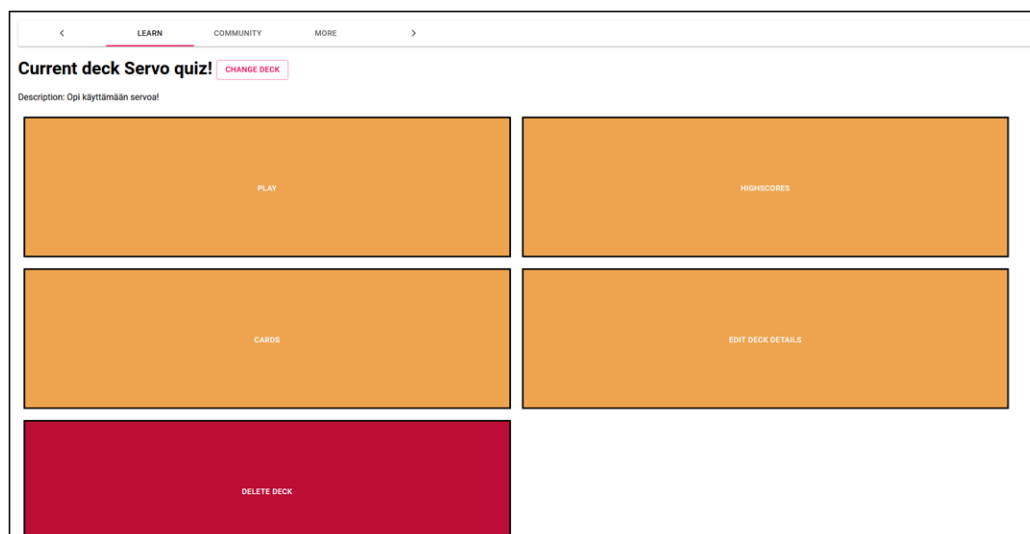 LEARN COMMUNITY MORE
Current deck Servo quiz! CHANGE DECK
Description: Opi käyttämään servoa!
PLAY HIGHSCORES
CARDS EDIT DECK DETAILS
DELETE DECK